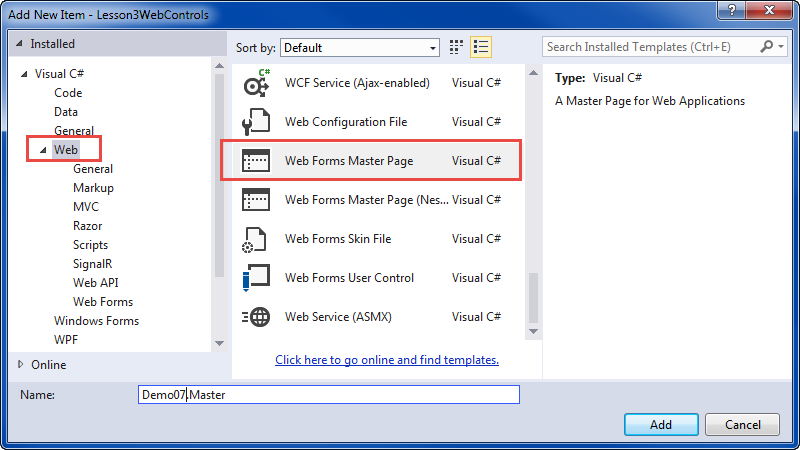 Add New Item - Lesson3WebControls
Installed
Visual C#
Code
Data
General
Web
General
Markup
MVC
Razor
Scripts
SignalR
Web API
Web Forms
Windows Forms
WPF
Online
Sort by: Default
C#
WCF Service (Ajax-enabled) Visual C#
Web Configuration File Visual C#
Web Forms Master Page Visual C#
Web Forms Master Page (Nes... Visual C#
Web Forms Skin File Visual C#
Web Forms User Control Visual C#
Web Service (ASMX) Visual C#
Click here to go online and find templates.
Search Installed Templates (Ctrl+E)
Type: Visual C#
A Master Page for Web Applications
Name: Demo07.Master
Add Cancel